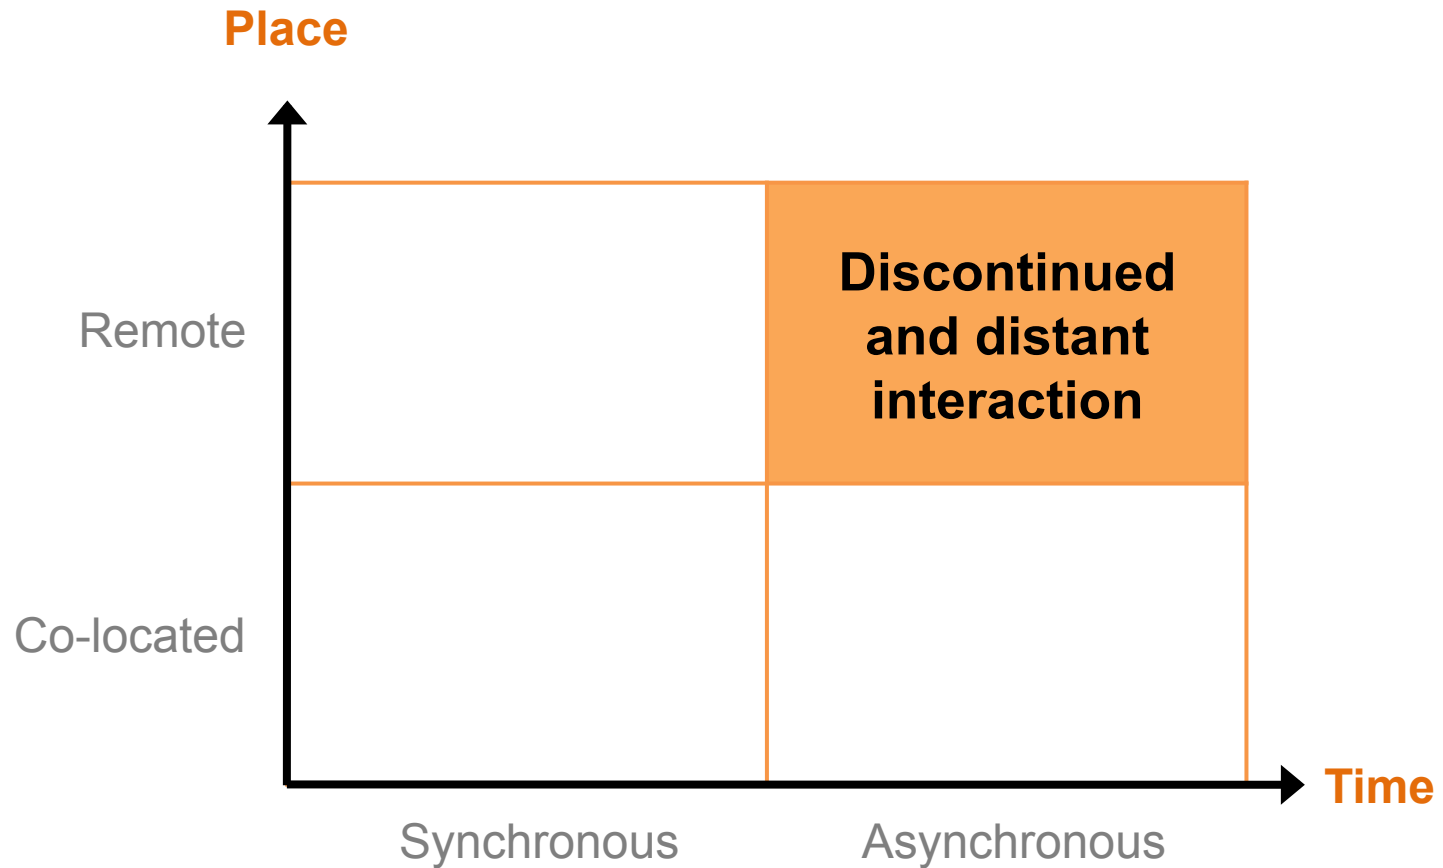 Place
Discontinued
and distant
interaction
Remote
Co-located
Time
Synchronous
Asynchronous